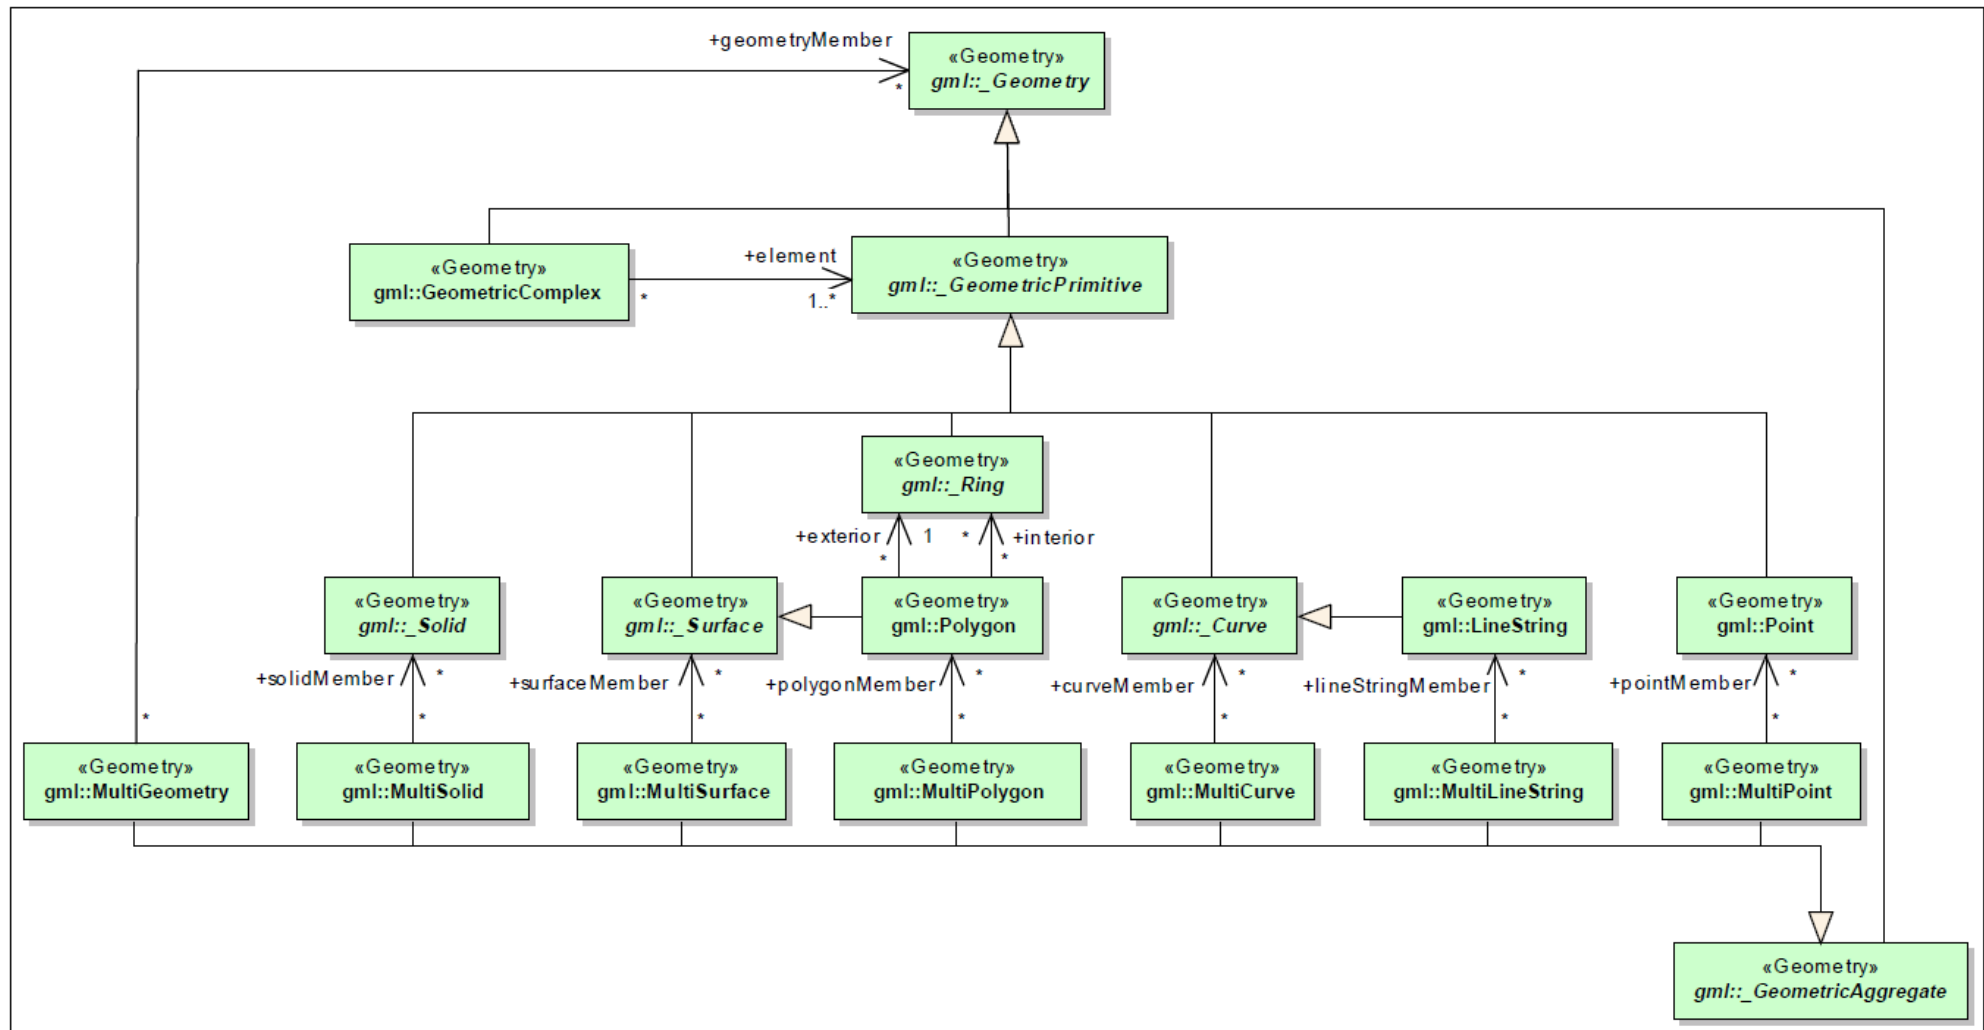 +geometryMember
*
«Geometry»
gml::_Geometry
«Geometry»
gml::GeometricComplex
*
+element
1..*
«Geometry»
gml::_GeometricPrimitive
«Geometry»
gml::_Ring
+exterior
1
*
+interior
*
*
«Geometry»
gml::_Solid
«Geometry»
gml::_Surface
«Geometry»
gml::Polygon
«Geometry»
gml::_Curve
«Geometry»
gml::LineString
«Geometry»
gml::Point
+solidMember
*
+surfaceMember
*
+polygonMember
*
+curveMember
*
+lineStringMember
*
+pointMember
*
*
*
*
*
*
*
*
«Geometry»
gml::MultiGeometry
«Geometry»
gml::MultiSolid
«Geometry»
gml::MultiSurface
«Geometry»
gml::MultiPolygon
«Geometry»
gml::MultiCurve
«Geometry»
gml::MultiLineString
«Geometry»
gml::MultiPoint
«Geometry»
gml::_GeometricAggregate